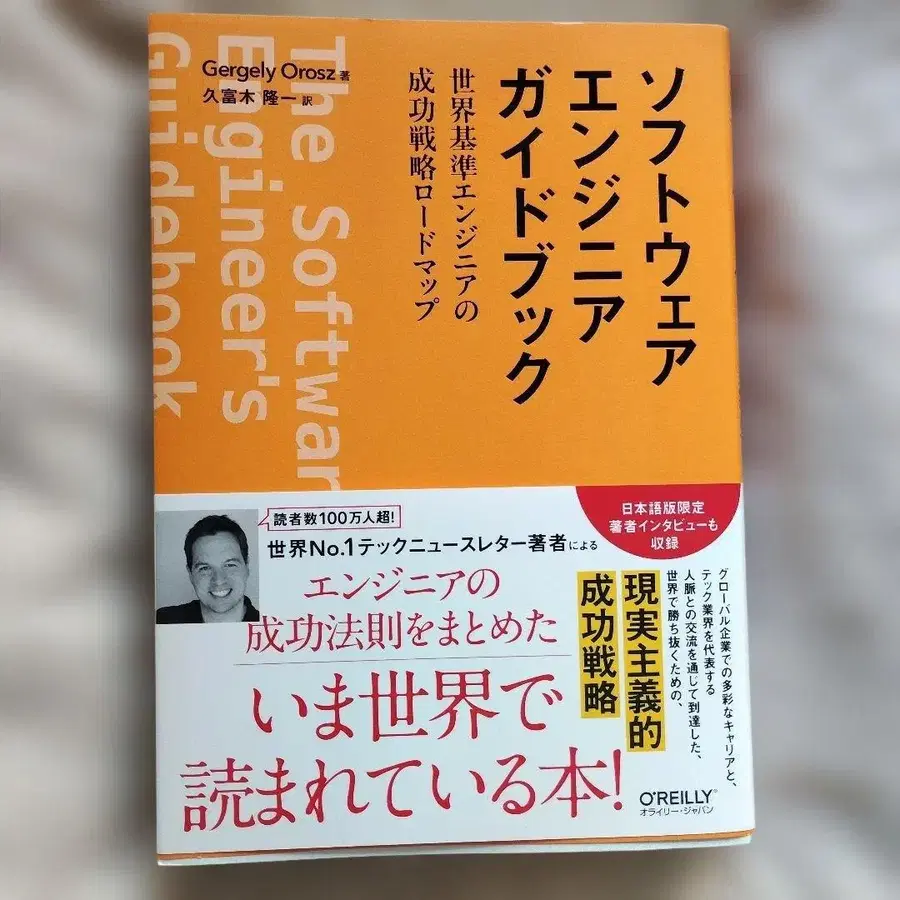 ソフトウェア
エンジニア
ガイドブック
世界基準エンジニアの
成功戦略ロードマップ
Gergely Orosz 著
久富木 隆一 訳
The Softwar
Engineer's
Guidebook
日本語版限定
著者インタビューも
収録
読者数100万人超!
世界No.1テックニュースレター著者による
エンジニアの
成功法則をまとめた
いま世界で
読まれている本!
グローバル企業での多彩なキャリアと、
テック業界を代表する
人脈との交流を通じて到達した、
世界で勝ち抜くための、
現実主義的
成功戦略
O'REILLY®
オライリー・ジャパン